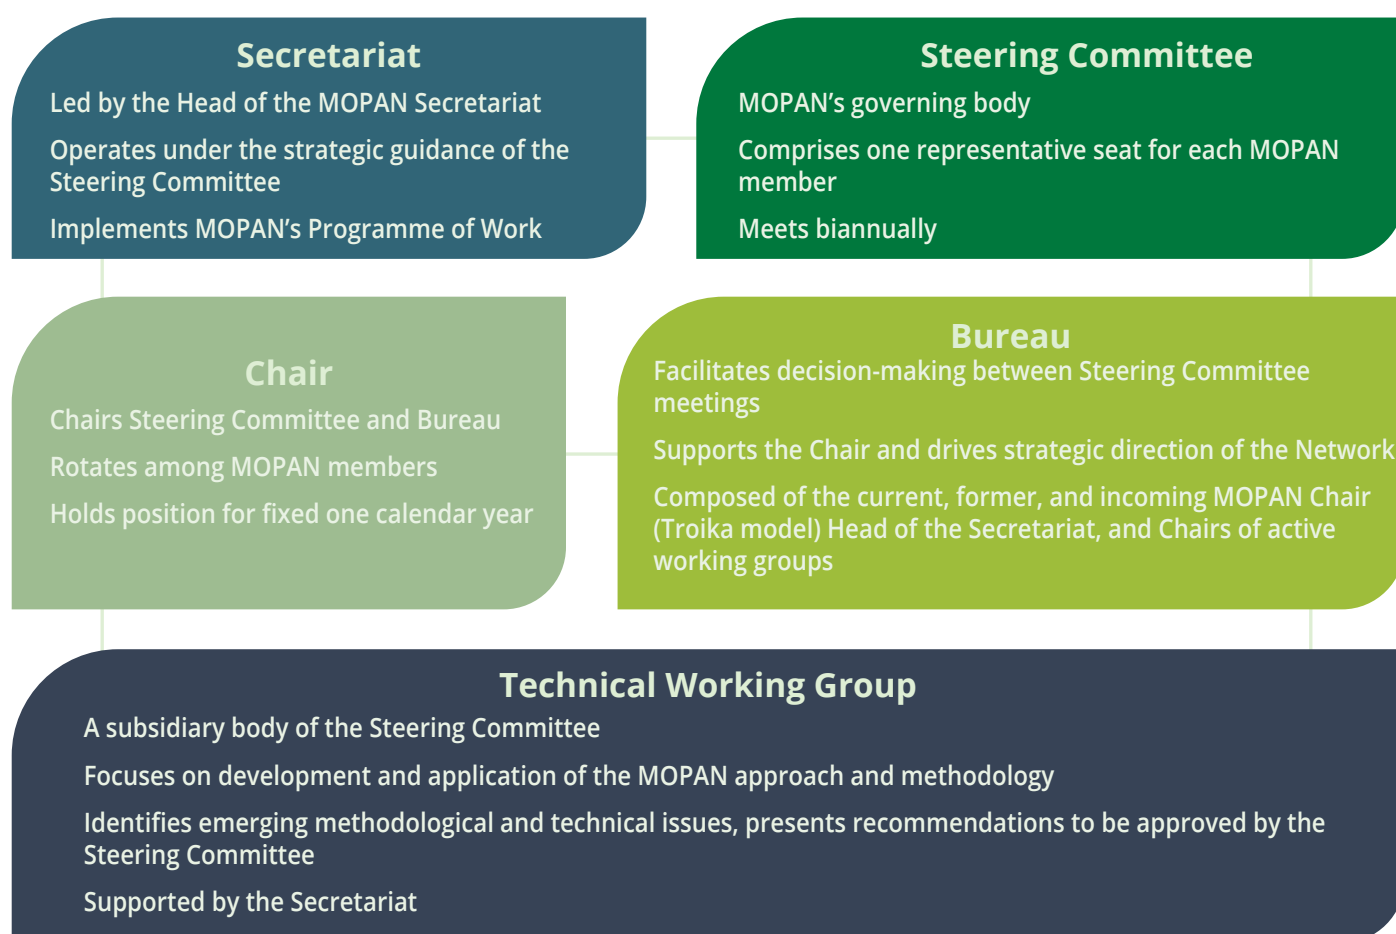 Secretariat
Led by the Head of the MOPAN Secretariat
Operates under the strategic guidance of the
Steering Committee
Implements MOPAN’s Programme of Work
Steering Committee
MOPAN’s governing body
Comprises one representative seat for each MOPAN
member
Meets biannually
Chair
Chairs Steering Committee and Bureau
Rotates among MOPAN members
Holds position for fixed one calendar year
Bureau
Facilitates decision-making between Steering Committee
meetings
Supports the Chair and drives strategic direction of the Network
Composed of the current, former, and incoming MOPAN Chair
(Troika model) Head of the Secretariat, and Chairs of active
working groups
Technical Working Group
A subsidiary body of the Steering Committee
Focuses on development and application of the MOPAN approach and methodology
Identifies emerging methodological and technical issues, presents recommendations to be approved by the
Steering Committee
Supported by the Secretariat